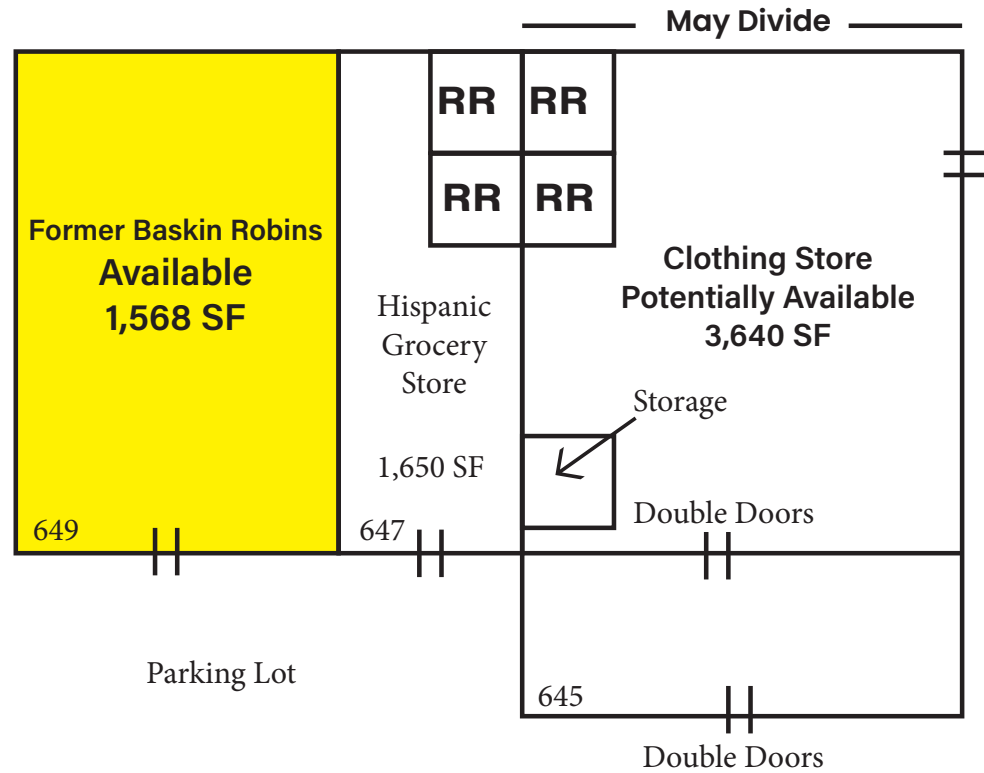 May Divide
RR
RR
RR
RR
Former Baskin Robins
Available
1,568 SF
Clothing Store
Potentially Available
3,640 SF
Hispanic
Grocery
Store
Storage
1,650 SF
Double Doors
649
647
Parking Lot
645
Double Doors